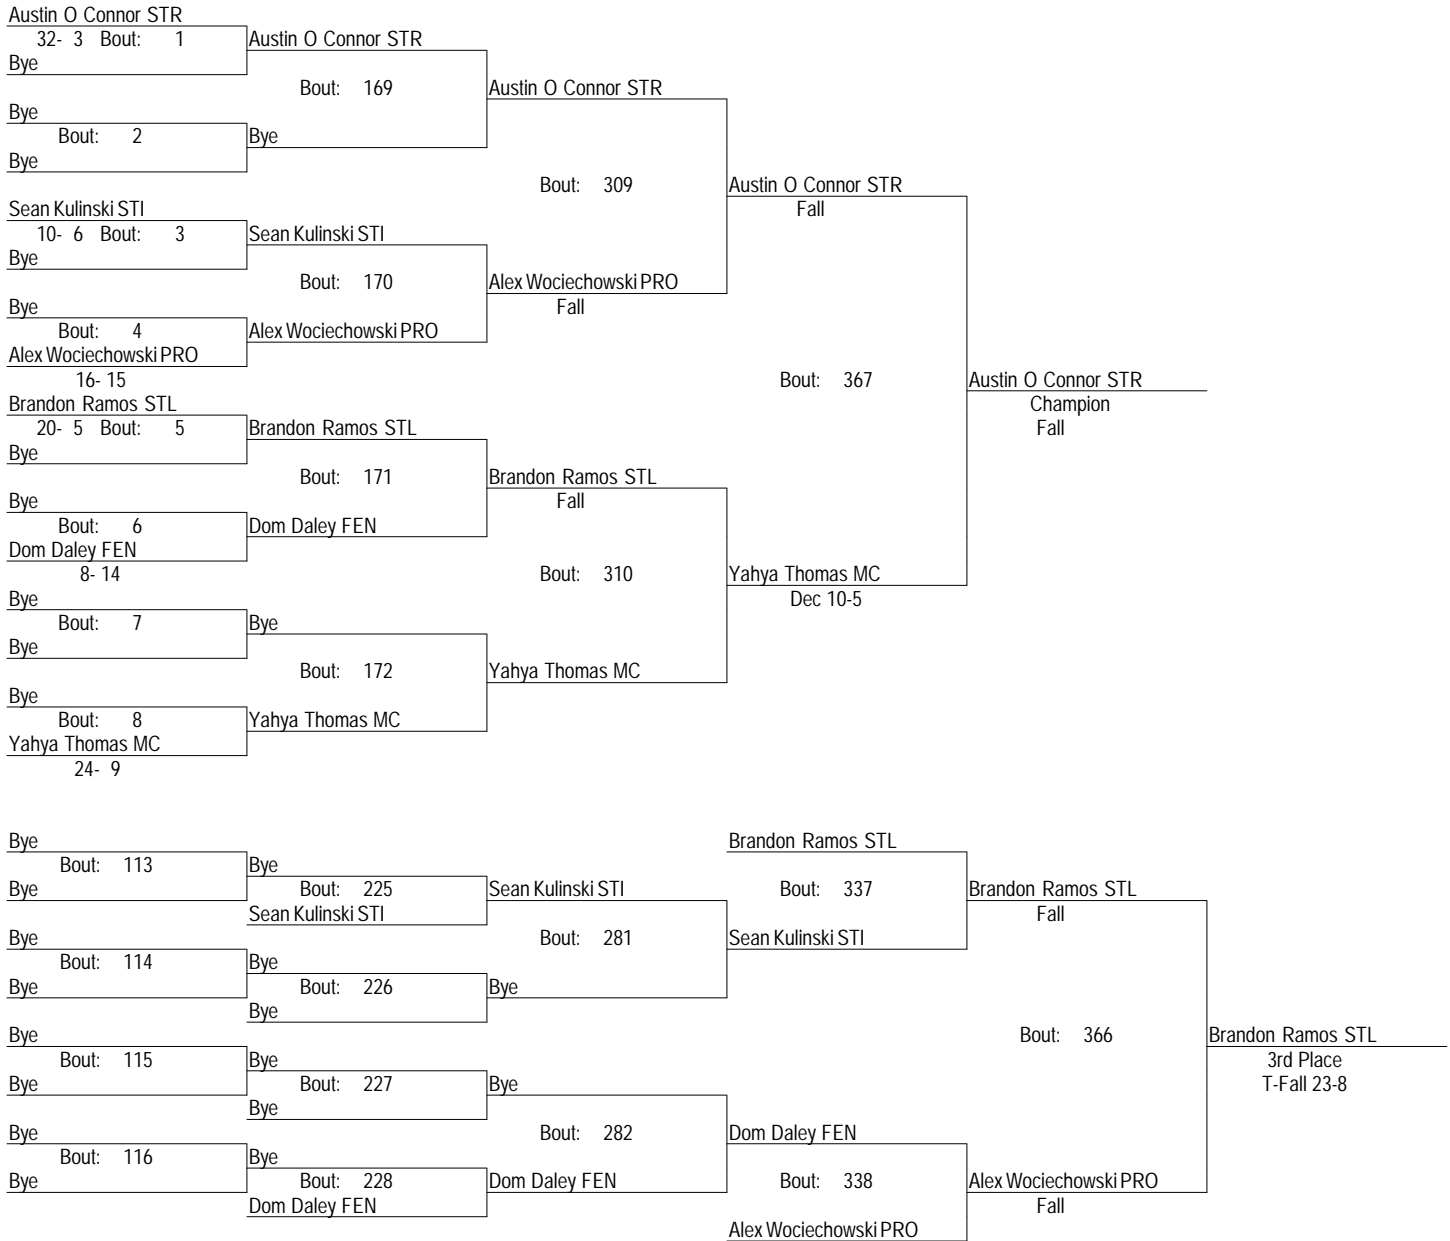 Austin O Connor STR
32- 3 Bout: 1 Austin O Connor STR
Bye
Bout: 169 Austin O Connor STR
Bye
Bout: 2 Bye
Bye
Bout: 309 Austin O Connor STR
Fall
Sean Kulinski STI
10- 6 Bout: 3 Sean Kulinski STI
Bye
Bout: 170 Alex Wociechowski PRO
Bye Fall
Bout: 4 Alex Wociechowski PRO
Alex Wociechowski PRO
16- 15 Bout: 367 Austin O Connor STR
Brandon Ramos STL Champion
20- 5 Bout: 5 Brandon Ramos STL Fall
Bye
Bout: 171 Brandon Ramos STL
Bye Fall
Bout: 6 Dom Daley FEN
Dom Daley FEN
8- 14 Bout: 310 Yahya Thomas MC
Bye Dec 10-5
Bout: 7 Bye
Bye
Bout: 172 Yahya Thomas MC
Bye
Bout: 8 Yahya Thomas MC
Yahya Thomas MC
24- 9
Bye Brandon Ramos STL
Bout: 113 Bye
Bye Bout: 225 Sean Kulinski STI Bout: 337 Brandon Ramos STL
Sean Kulinski STI Fall
Bye Bout: 281 Sean Kulinski STI
Bout: 114 Bye
Bye Bout: 226 Bye
Bye
Bye Bout: 366 Brandon Ramos STL
Bout: 115 Bye 3rd Place
Bye Bout: 227 Bye T-Fall 23-8
Bye
Bye Bout: 282 Dom Daley FEN
Bout: 116 Bye
Bye Bout: 228 Dom Daley FEN Bout: 338 Alex Wociechowski PRO
Dom Daley FEN Fall
Alex Wociechowski PRO